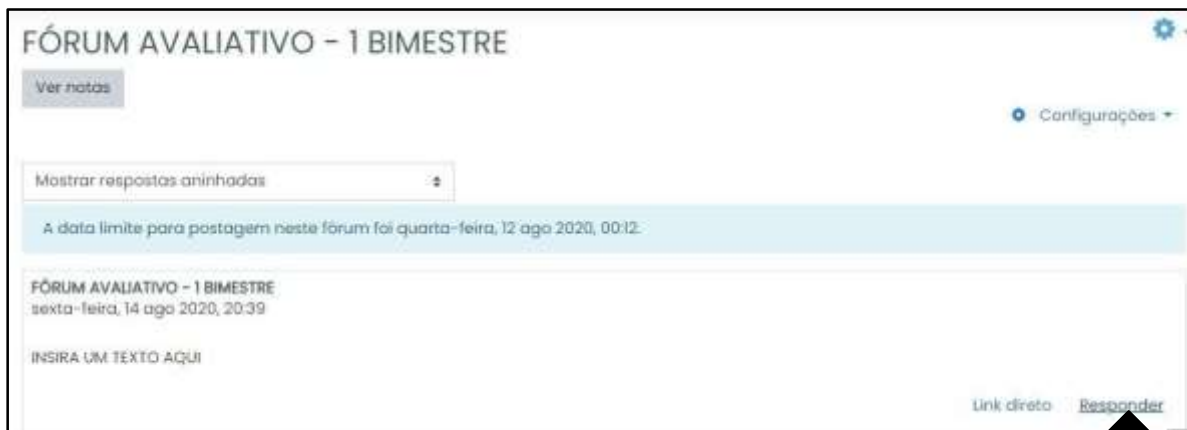 FÓRUM AVALIATIVO - 1 BIMESTRE
Ver notas
Configurações
Mostrar respostas aninhadas
A data limite para postagem neste fórum foi quarta-feira, 12 ago 2020, 00:12.
FÓRUM AVALIATIVO - 1 BIMESTRE
sexta-feira, 14 ago 2020, 20:39
INSIRA UM TEXTO AQUI
Link direto Responder